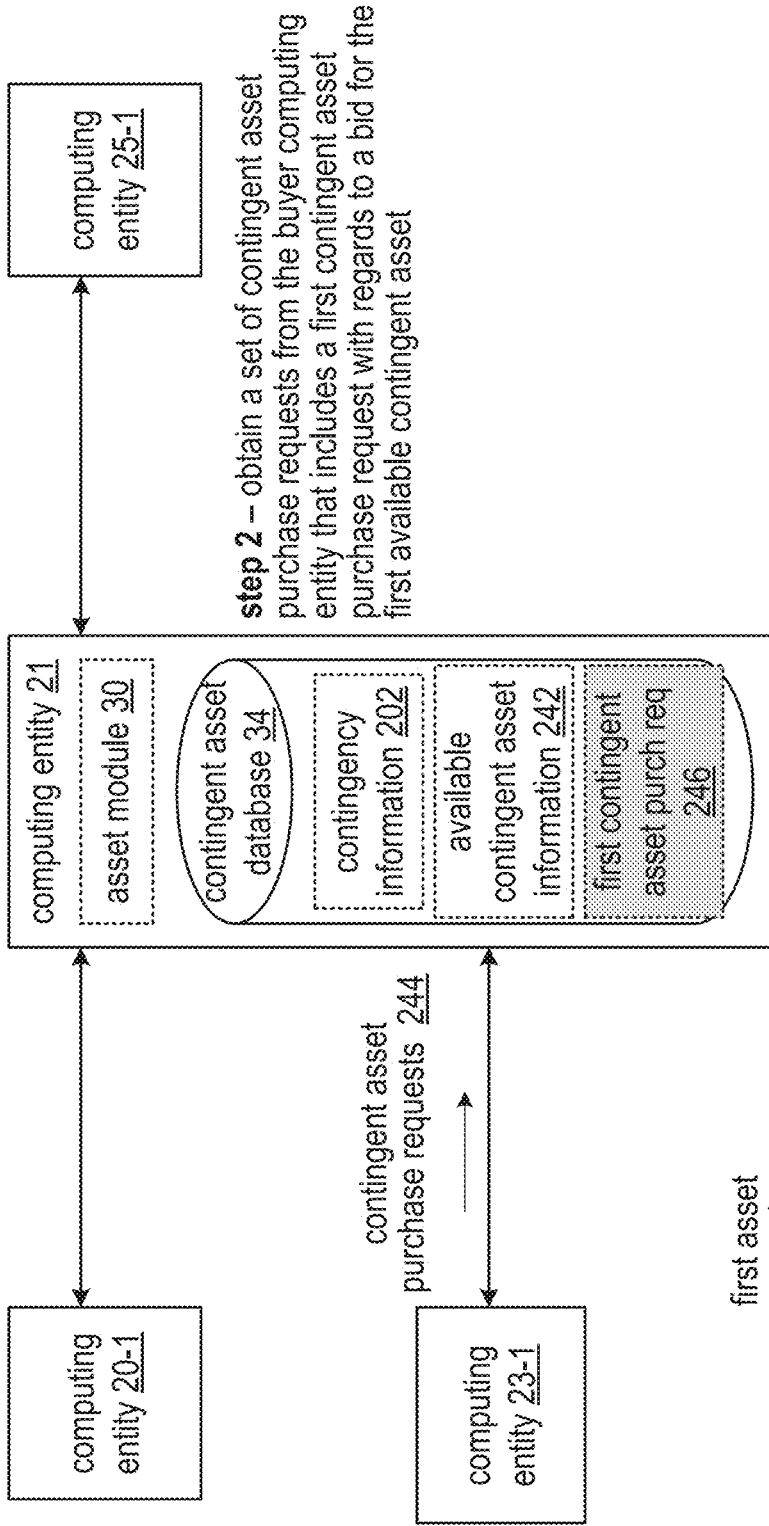 computing
entity 20-1
computing entity 21
asset module 30
computing
entity 25-1
contingent asset
database 34
contingency
information 202
available
contingent asset
information 242
first contingent
asset purch req
246
step 2 – obtain a set of contingent asset
purchase requests from the buyer computing
entity that includes a first contingent asset
purchase request with regards to a bid for the
first available contingent asset
contingent asset
purchase requests 244
computing
entity 23-1
first asset